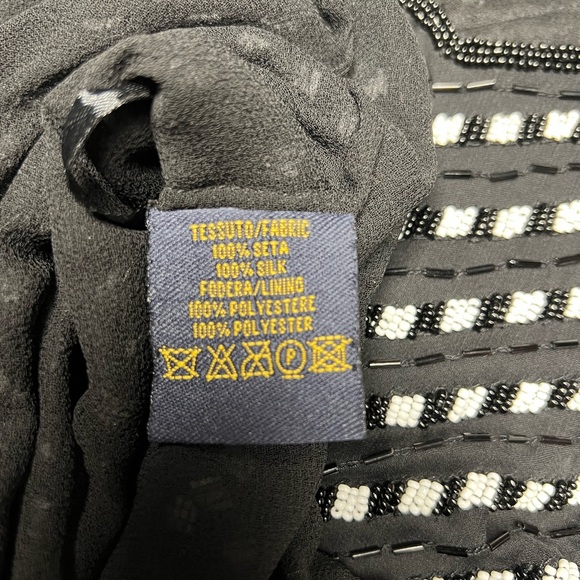 TESSUTO/FABRIC
100% SETA
100% SILK
FODERA/LINING
100% POLYESTERE
100% POLYESTER
P